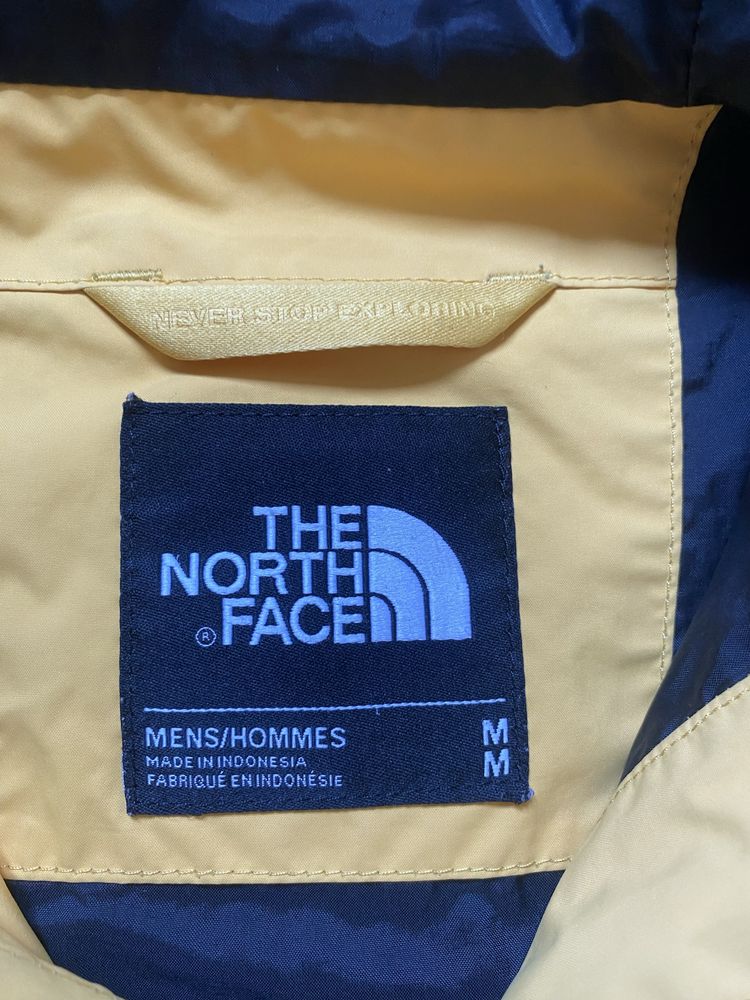 NEVER STOP EXPLORING
THE
NORTH
® FACE
MENS/HOMMES M
MADE IN INDONESIA M
FABRIQUÉ EN INDONÉSIE